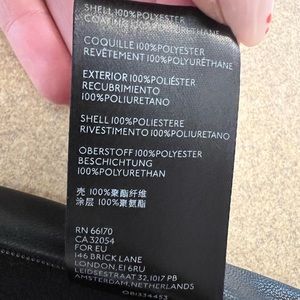 SHELL 100%POLYESTER
COATING 100%POLYURETHANE
COQUILLE 100%POLYESTER
REVÊTEMENT 100%POLYURÉTHANE
EXTERIOR 100%POLIÉSTER
RECUBRIMIENTO
100%POLIURETANO
SHELL 100%POLIESTERE
RIVESTIMENTO 100%POLIURETANO
OBERSTOFF 100%POLYESTER
BESCHICHTUNG
100%POLYURETHAN
壳 100%聚酯纤维
涂层 100%聚氨酯
RN 66170
CA 32054
FOR EU
146 BRICK LANE
LONDON, E1 6RU
LEIDSESTRAAT 32, 1017 PB
AMSTERDAM, NETHERLANDS